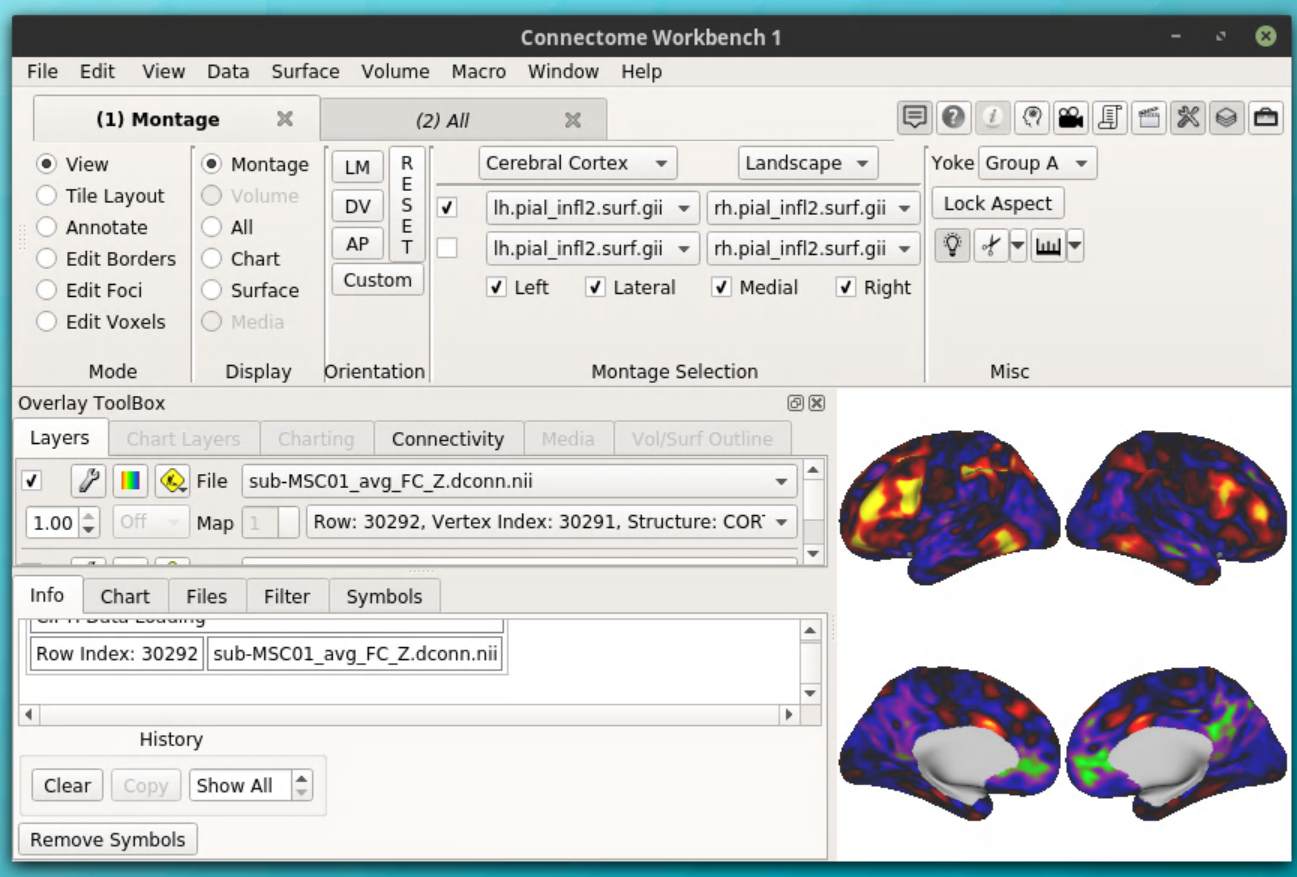 Connectome Workbench 1
File Edit View Data Surface Volume Macro Window Help
(1) Montage (2) All
View
Tile Layout
Annotate
Edit Borders
Edit Foci
Edit Voxels
Mode
Montage
Volume
All
Chart
Surface
Media
Display
LM
DV
AP
RESET
Custom
Orientation
Cerebral Cortex Landscape
lh.pial_infl2.surf.gii rh.pial_infl2.surf.gii
lh.pial_infl2.surf.gii rh.pial_infl2.surf.gii
Left Lateral Medial Right
Montage Selection
Yoke Group A
Lock Aspect
Misc
Overlay ToolBox
Layers Chart Layers Charting Connectivity Media Vol/Surf Outline
File sub-MSC01_avg_FC_Z.dconn.nii
1.00 Off Map 1 Row: 30292, Vertex Index: 30291, Structure: COR
Info Chart Files Filter Symbols
Data Loading
Row Index: 30292 sub-MSC01_avg_FC_Z.dconn.nii
History
Clear Copy Show All
Remove Symbols